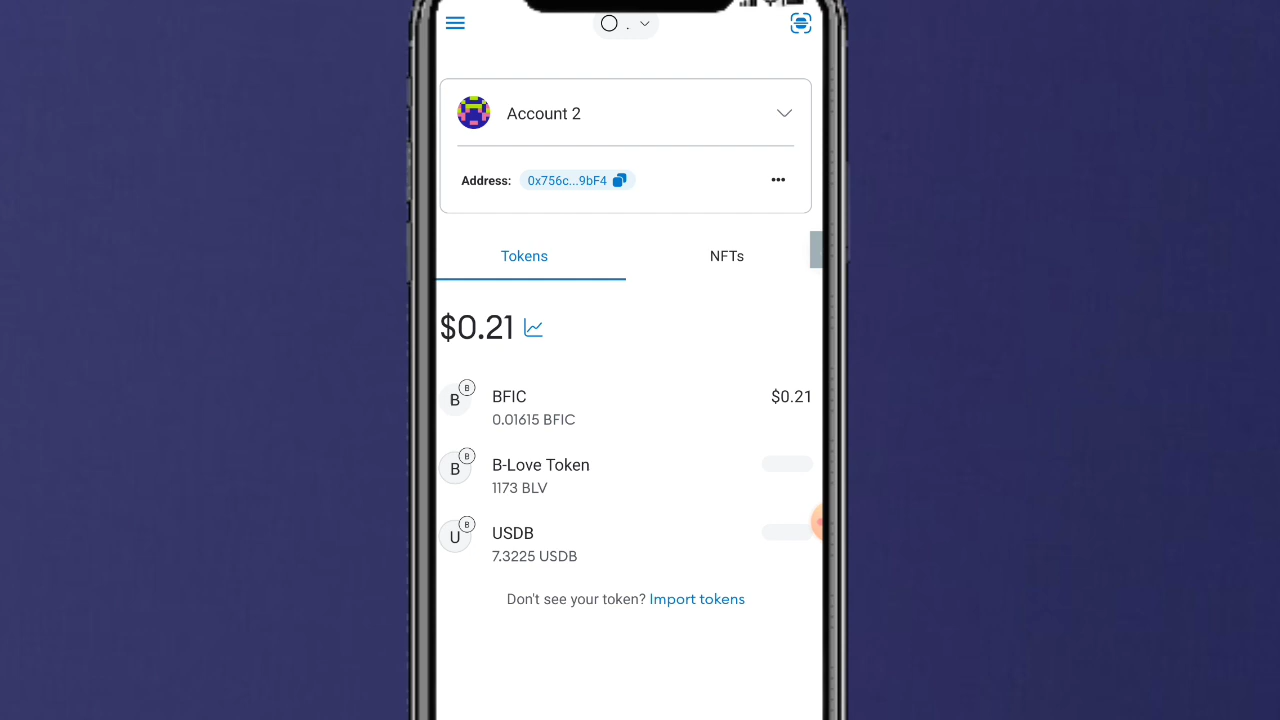 .
Account 2
Address: 0x756c...9bF4
Tokens NFTs
$0.21
B B BFIC $0.21
0.01615 BFIC
B B B-Love Token
1173 BLV
U B USDB
7.3225 USDB
Don't see your token? Import tokens